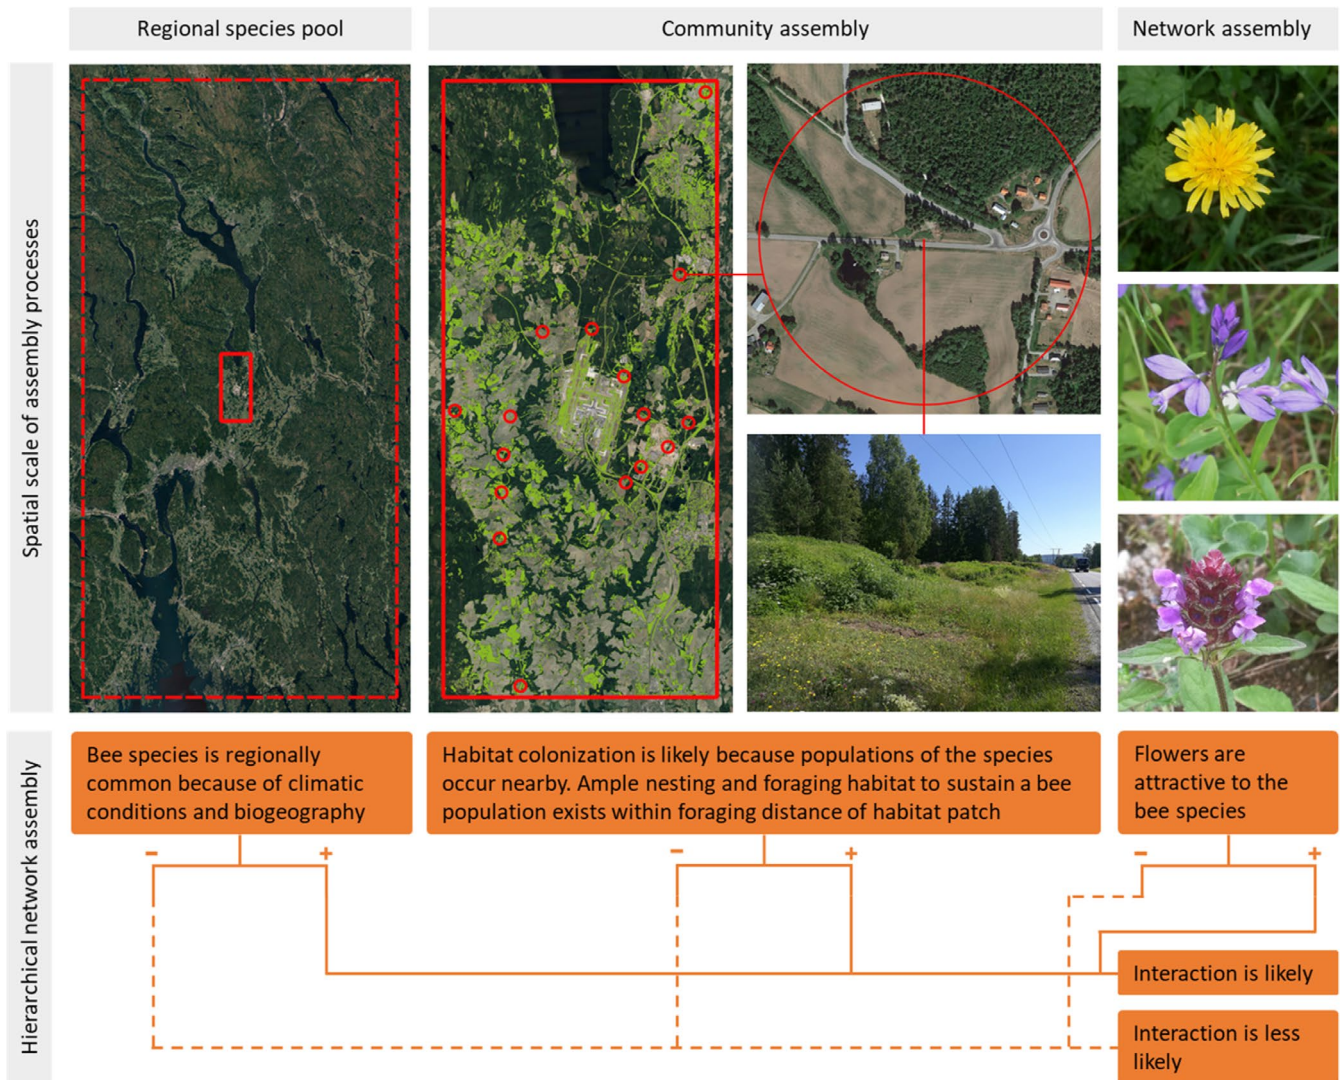 Regional species pool
Community assembly
Network assembly
Spatial scale of assembly processes
Hierarchical network assembly
Bee species is regionally
common because of climatic
conditions and biogeography
Habitat colonization is likely because populations of the species
occur nearby. Ample nesting and foraging habitat to sustain a bee
population exists within foraging distance of habitat patch
Flowers are
attractive to the
bee species
− +
− +
− +
Interaction is likely
Interaction is less
likely